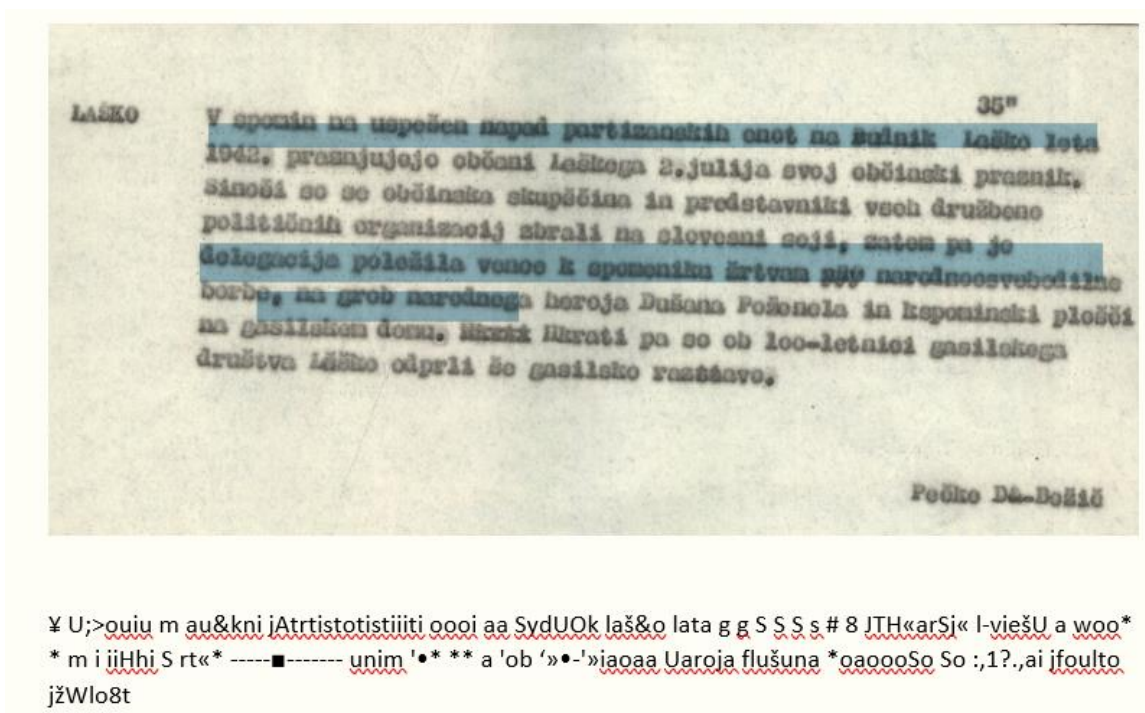 35"
LAŠKO V spomin na uspešen napad partizanskih enot na rudnik Laško leta
1942. praznjujejo občani Laškega 2.julija svoj občinski praznik.
Sinoči so se občinska skupščina in predstavniki vseh družbeno
političnih organizacij zbrali na slovesni seji, zatem pa je
delegacija položila vence k spomeniku žrtvam narodnoosvobodilne
borbe, na grob narodnega heroja Dušana Poženela in kspominski plošči
na gasilskem domu. Hkrati pa so ob loo-letnici gasilskega
društva Laško odprli še gasilsko razstavo.
Pečko Dš-Božič
¥ U;>ouiu m au&kni jAtrtistotistiiiti oooi aa SydUOk laš&o lata g g S S S s # 8 JTH«arSj« l-viešU a woo*
* m i iiHhi S rt«* -----■------- unim '•* ** a 'ob ‘»•-'»iaoaa Uaroja flušuna *oaoooSo So :,1?.,ai jfoulto
jžWlo8t